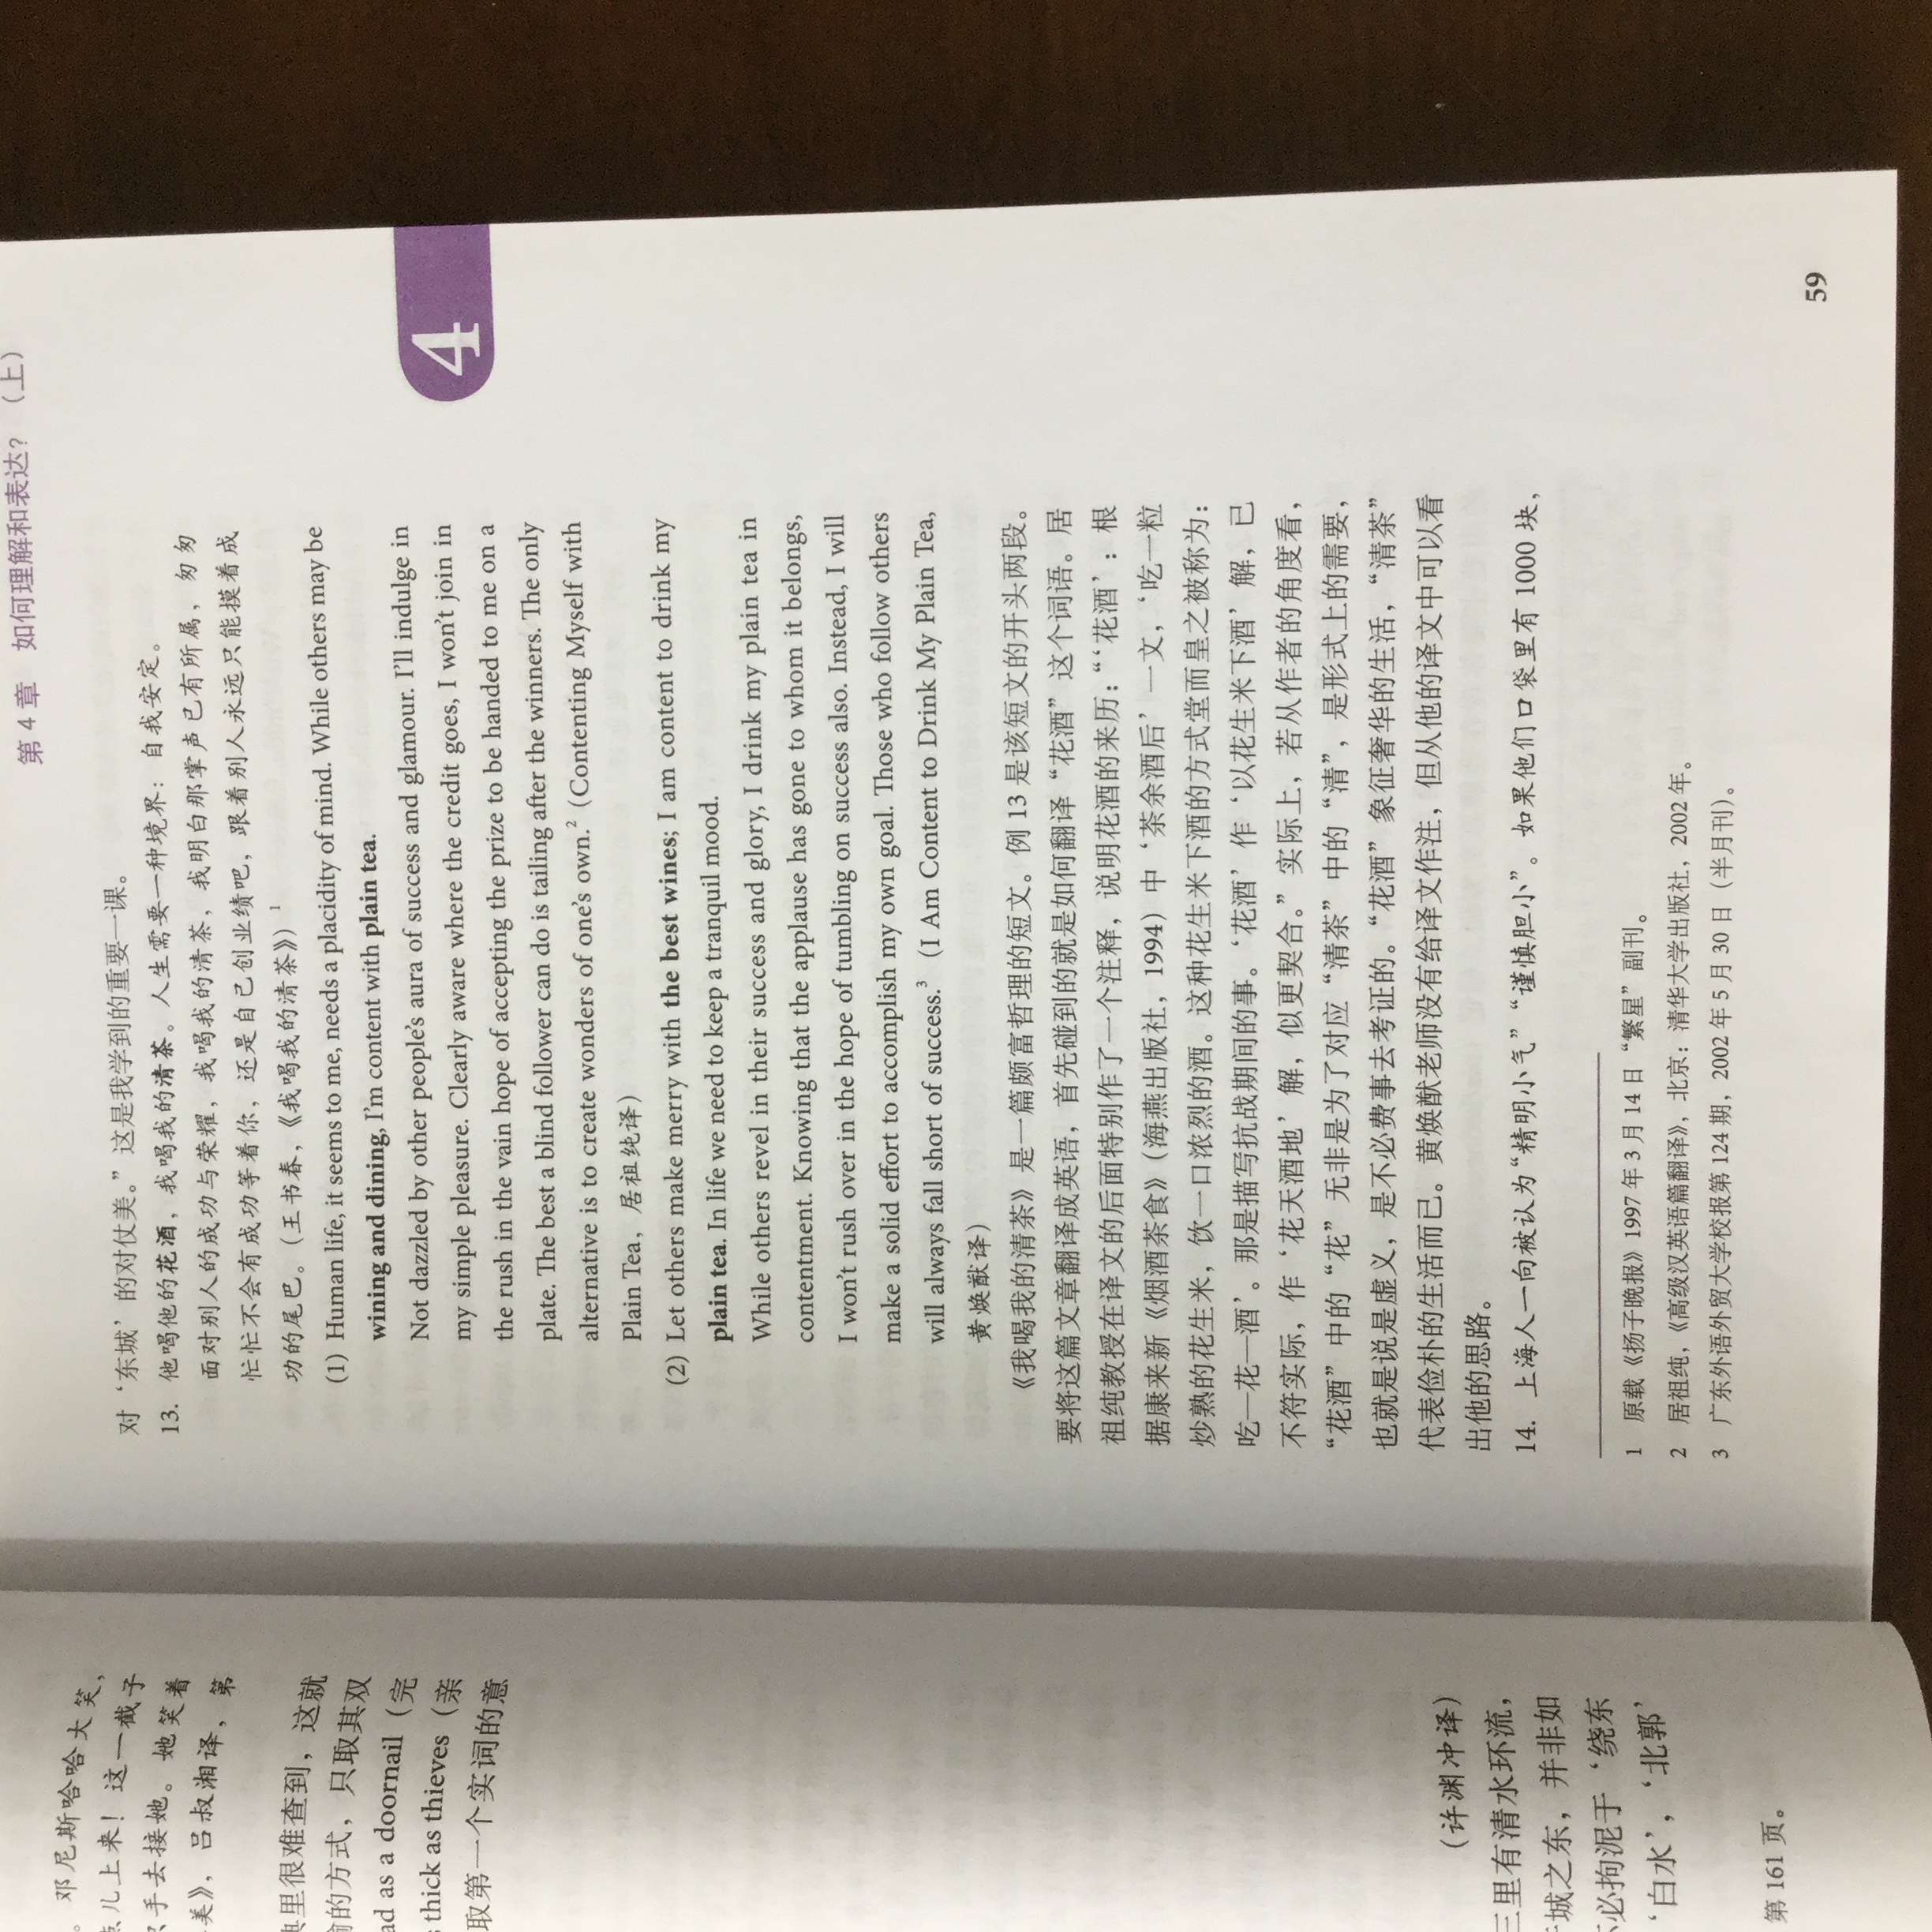 。邓尼斯哈哈大笑，
点儿上来！这一截子
手去接她。她笑着
美》，吕叔湘译，第
典里很难查到，这就
喻的方式，只取其双
ad as a doornail（完
s thick as thieves（亲
取第一个实词的意
（许渊冲译）
三里有清水环流，
于城之东，并非如
不必拘泥于‘绕东
‘白水’，‘北郭’
第 161 页。
第 4 章 如何理解和表达？（上）
对‘东城’的对仗美。”这是我学到的重要一课。
13. 他喝他的花酒，我喝我的清茶。人生需要一种境界：自我安定。
面对别人的成功与荣耀，我喝我的清茶，我明白那掌声已有所属，匆匆
忙忙不会有成功等着你，还是自己创业绩吧，跟着别人永远只能摸着成
功的尾巴。（王书春，《我喝我的清茶》）1
(1) Human life, it seems to me, needs a placidity of mind. While others may be
wining and dining, I’m content with plain tea.
Not dazzled by other people’s aura of success and glamour. I’ll indulge in
my simple pleasure. Clearly aware where the credit goes, I won’t join in
the rush in the vain hope of accepting the prize to be handed to me on a
plate. The best a blind follower can do is tailing after the winners. The only
alternative is to create wonders of one’s own.2（Contenting Myself with
Plain Tea，居祖纯译）
(2) Let others make merry with the best wines; I am content to drink my
plain tea. In life we need to keep a tranquil mood.
While others revel in their success and glory, I drink my plain tea in
contentment. Knowing that the applause has gone to whom it belongs,
I won’t rush over in the hope of tumbling on success also. Instead, I will
make a solid effort to accomplish my own goal. Those who follow others
will always fall short of success.3（I Am Content to Drink My Plain Tea,
黄焕猷译）
《我喝我的清茶》是一篇颇富哲理的短文。例 13 是该短文的开头两段。
要将这篇文章翻译成英语，首先碰到的就是如何翻译“花酒”这个词语。居
祖纯教授在译文的后面特别作了一个注释，说明花酒的来历：“‘花酒’：根
据康来新《烟酒茶食》（海燕出版社，1994）中‘茶余酒后’一文，‘吃一粒
炒熟的花生米，饮一口浓烈的酒。这种花生米下酒的方式堂而皇之被称为：
吃—花—酒’。那是描写抗战期间的事。‘花酒’作‘以花生米下酒’解，已
不符实际，作‘花天酒地’解，似更契合。”实际上，若从作者的角度看，
“花酒”中的“花”无非是为了对应“清茶”中的“清”，是形式上的需要，
也就是说是虚义，是不必费事去考证的。“花酒”象征奢华的生活，“清茶”
代表俭朴的生活而已。黄焕猷老师没有给译文作注，但从他的译文中可以看
出他的思路。
14. 上海人一向被认为“精明小气”“谨慎胆小”。如果他们口袋里有 1000 块，
1 原载《扬子晚报》1997 年 3 月 14 日“繁星”副刊。
2 居祖纯，《高级汉英语篇翻译》，北京：清华大学出版社，2002 年。
3 广东外语外贸大学校报第 124 期，2002 年 5 月 30 日（半月刊）。
4
59